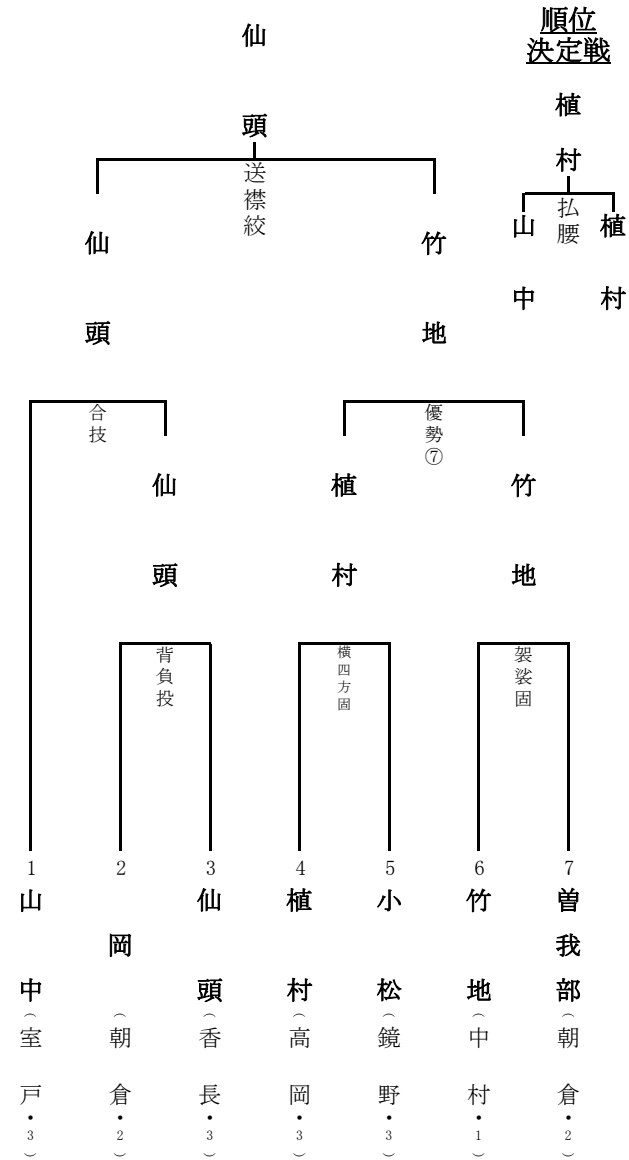 仙頭
順位
決定戦
植村
送襟絞
払腰
山中
植村
仙頭
竹地
合技
優勢⑦
仙頭
植村
竹地
背負投
横四方固
袈裟固
1
2
3
4
5
6
7
山中（室戸・3）
岡（朝倉・2）
仙頭（香長・3）
植村（高岡・3）
小松（鏡野・3）
竹地（中村・1）
曽我部（朝倉・2）